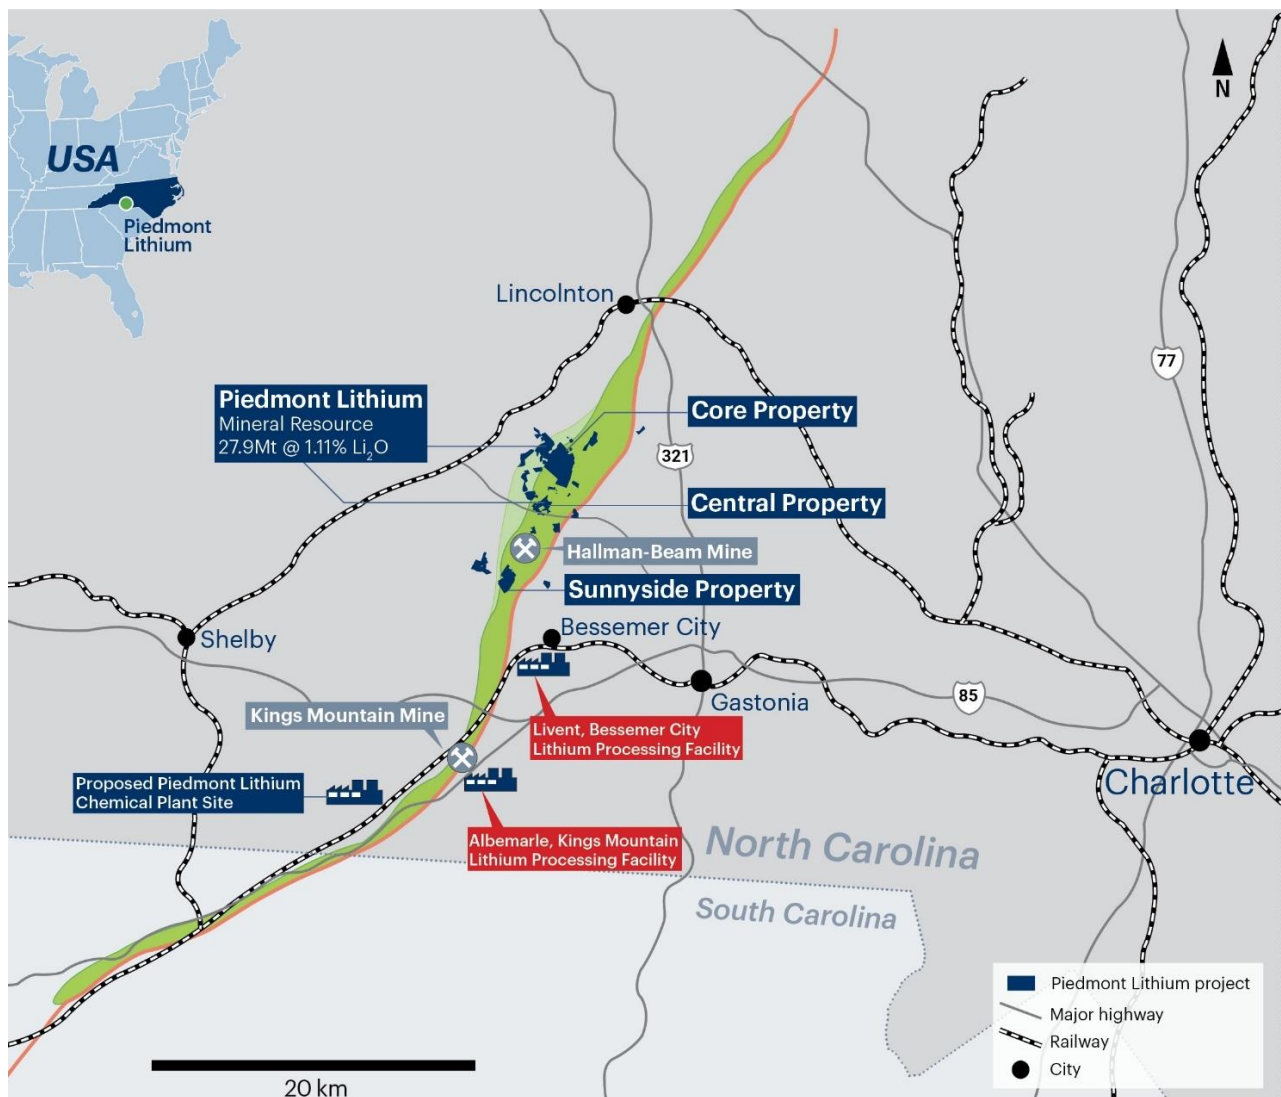 N
USA
Piedmont
Lithium
Lincolnton
77
Piedmont Lithium
Mineral Resource
27.9Mt @ 1.11% Li₂O
Core Property
321
Central Property
Hallman-Beam Mine
Sunnyside Property
Shelby
Bessemer City
Gastonia
85
Kings Mountain Mine
Livent, Bessemer City
Lithium Processing Facility
Proposed Piedmont Lithium
Chemical Plant Site
Charlotte
Albemarle, Kings Mountain
Lithium Processing Facility
North Carolina
South Carolina
Piedmont Lithium project
Major highway
Railway
City
20 km